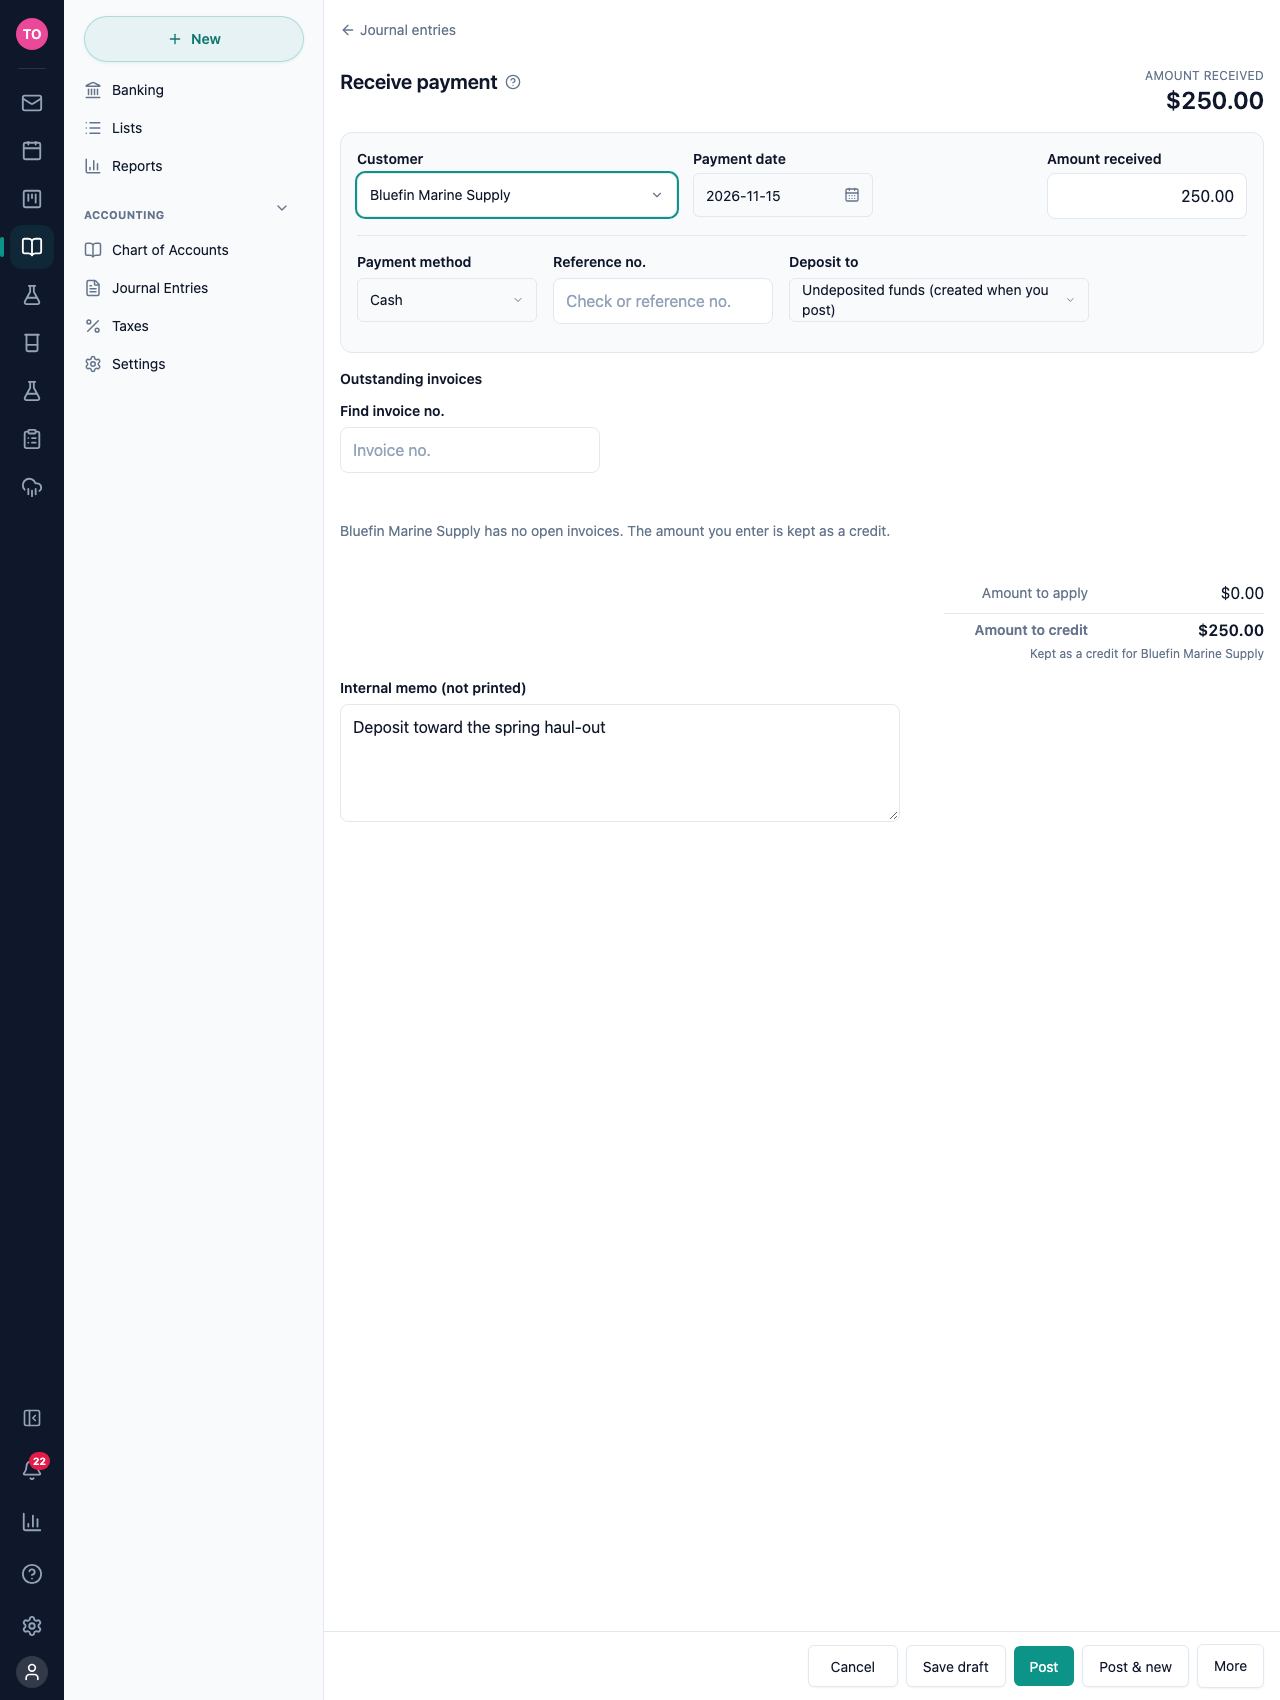 TO
New
Banking
Lists
Reports
ACCOUNTING
Chart of Accounts
Journal Entries
Taxes
Settings
22
Journal entries
Receive payment
AMOUNT RECEIVED
$250.00
Customer
Bluefin Marine Supply
Payment date
2026-11-15
Amount received
250.00
Payment method
Cash
Reference no.
Check or reference no.
Deposit to
Undeposited funds (created when you
post)
Outstanding invoices
Find invoice no.
Invoice no.
Bluefin Marine Supply has no open invoices. The amount you enter is kept as a credit.
Amount to apply $0.00
Amount to credit $250.00
Kept as a credit for Bluefin Marine Supply
Internal memo (not printed)
Deposit toward the spring haul-out
Cancel
Save draft
Post
Post & new
More